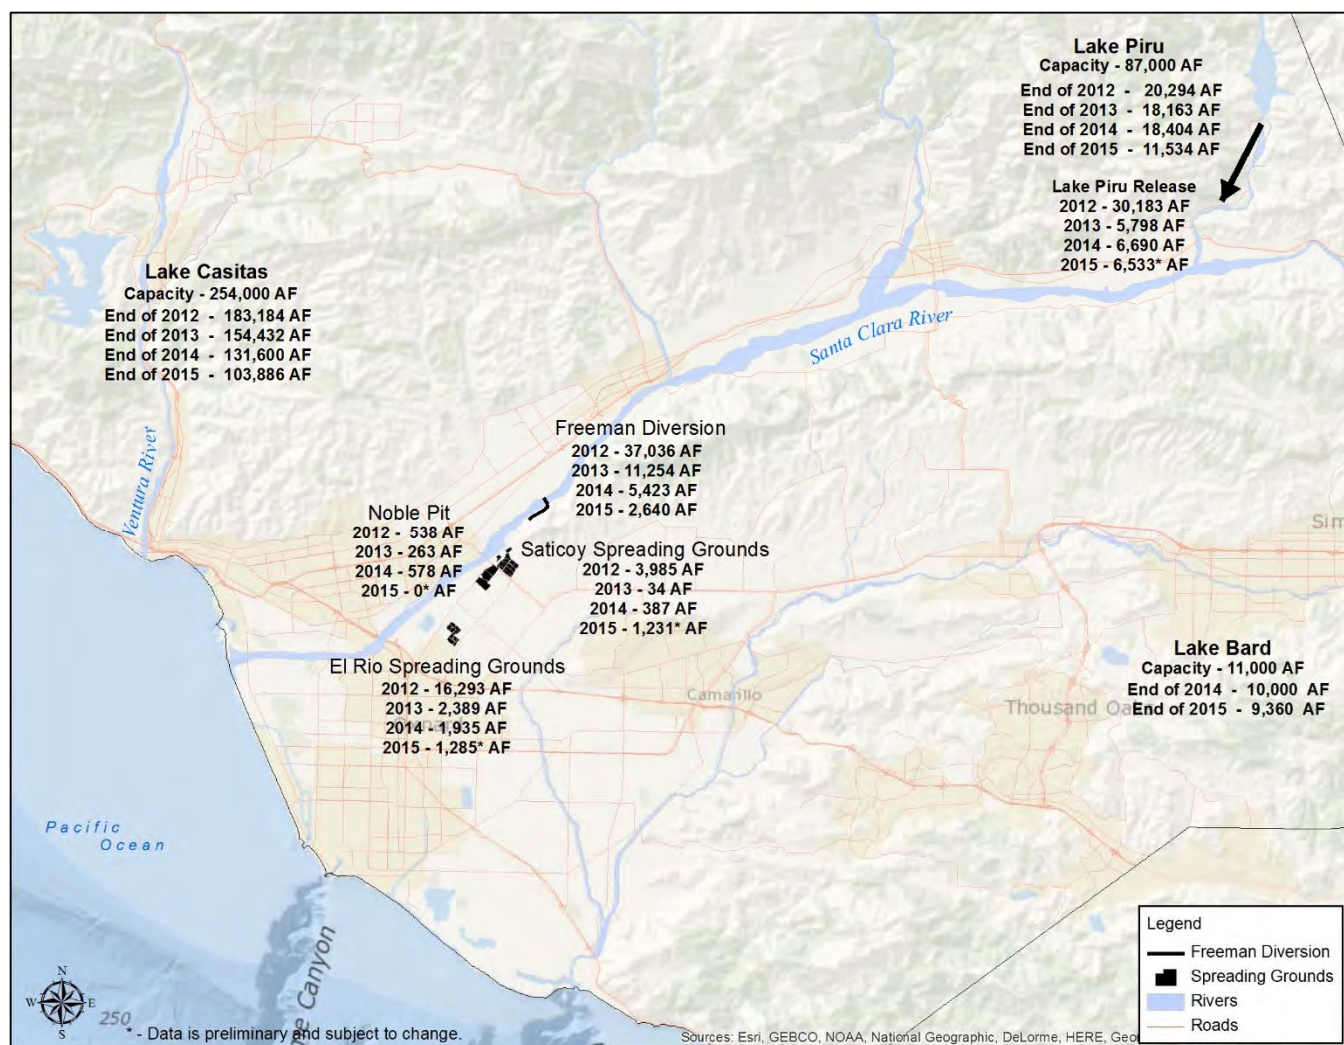 Lake Piru
Capacity - 87,000 AF
End of 2012 - 20,294 AF
End of 2013 - 18,163 AF
End of 2014 - 18,404 AF
End of 2015 - 11,534 AF
Lake Piru Release
2012 - 30,183 AF
2013 - 5,798 AF
2014 - 6,690 AF
2015 - 6,533* AF
Lake Casitas
Capacity - 254,000 AF
End of 2012 - 183,184 AF
End of 2013 - 154,432 AF
End of 2014 - 131,600 AF
End of 2015 - 103,886 AF
Santa Clara River
Ventura River
Freeman Diversion
2012 - 37,036 AF
2013 - 11,254 AF
2014 - 5,423 AF
2015 - 2,640 AF
Noble Pit
2012 - 538 AF
2013 - 263 AF
2014 - 578 AF
2015 - 0* AF
Saticoy Spreading Grounds
2012 - 3,985 AF
2013 - 34 AF
2014 - 387 AF
2015 - 1,231* AF
El Rio Spreading Grounds
2012 - 16,293 AF
2013 - 2,389 AF
2014 - 1,935 AF
2015 - 1,285* AF
Camarillo
Thousand
Lake Bard
Capacity - 11,000 AF
End of 2014 - 10,000 AF
End of 2015 - 9,360 AF
Pacific
Ocean
Canyon
N
W
E
S
250
* - Data is preliminary and subject to change.
Legend
Freeman Diversion
Spreading Grounds
Rivers
Roads
Sources: Esri, GEBCO, NOAA, National Geographic, DeLorme, HERE,